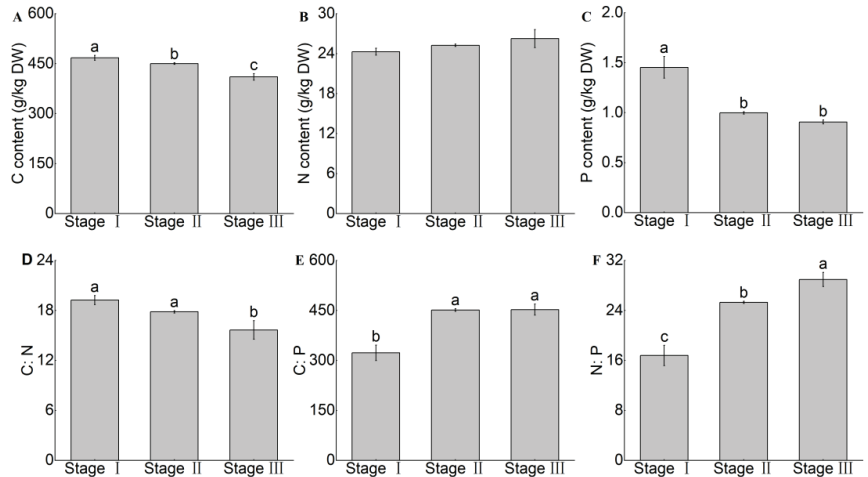 A
C content (g/kg DW)
600
450
300
150
0
a
b
c
Stage I
Stage II
Stage III
B
N content (g/kg DW)
30
24
18
12
6
0
Stage I
Stage II
Stage III
C
P content (g/kg DW)
2.0
1.5
1.0
0.5
0.0
a
b
b
Stage I
Stage II
Stage III
D
C: N
24
18
12
6
0
a
a
b
Stage I
Stage II
Stage III
E
C: P
600
450
300
150
0
b
a
a
Stage I
Stage II
Stage III
F
N: P
32
24
16
8
0
c
b
a
Stage I
Stage II
Stage III